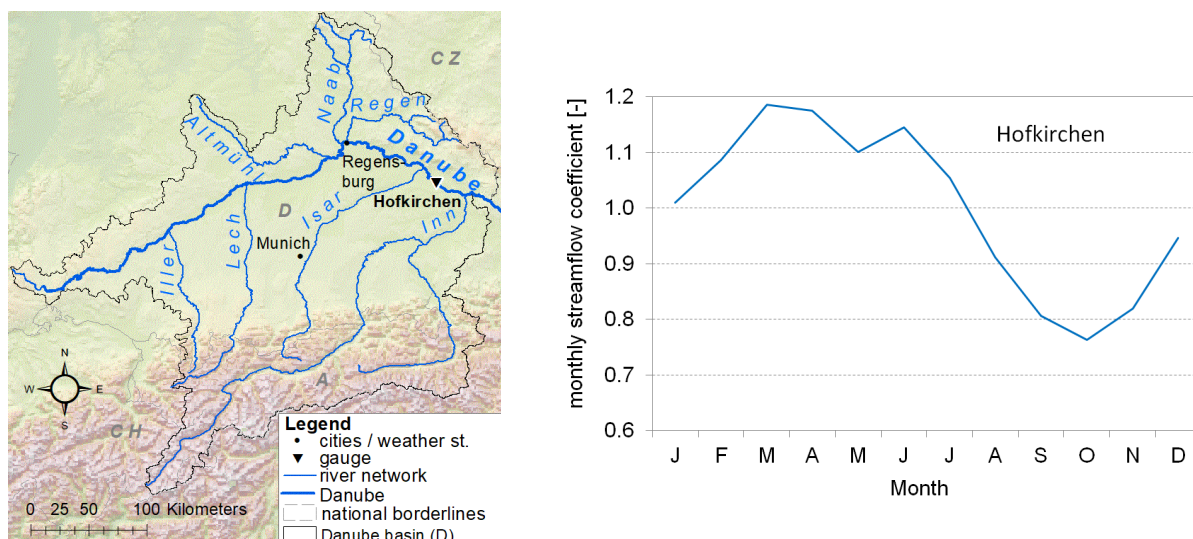 CZ
Naab
Regen
Altmühl
Danube
Regens-
burg
Hofkirchen
D
Isar
Inn
Munich
Lech
Iller
N
W
E
S
A
CH
Legend
cities / weather st.
gauge
river network
Danube
national borderlines
Danube basin (D)
0 25 50 100 Kilometers
monthly streamflow coefficient [-]
1.2
1.1
1.0
0.9
0.8
0.7
0.6
Hofkirchen
J F M A M J J A S O N D
Month